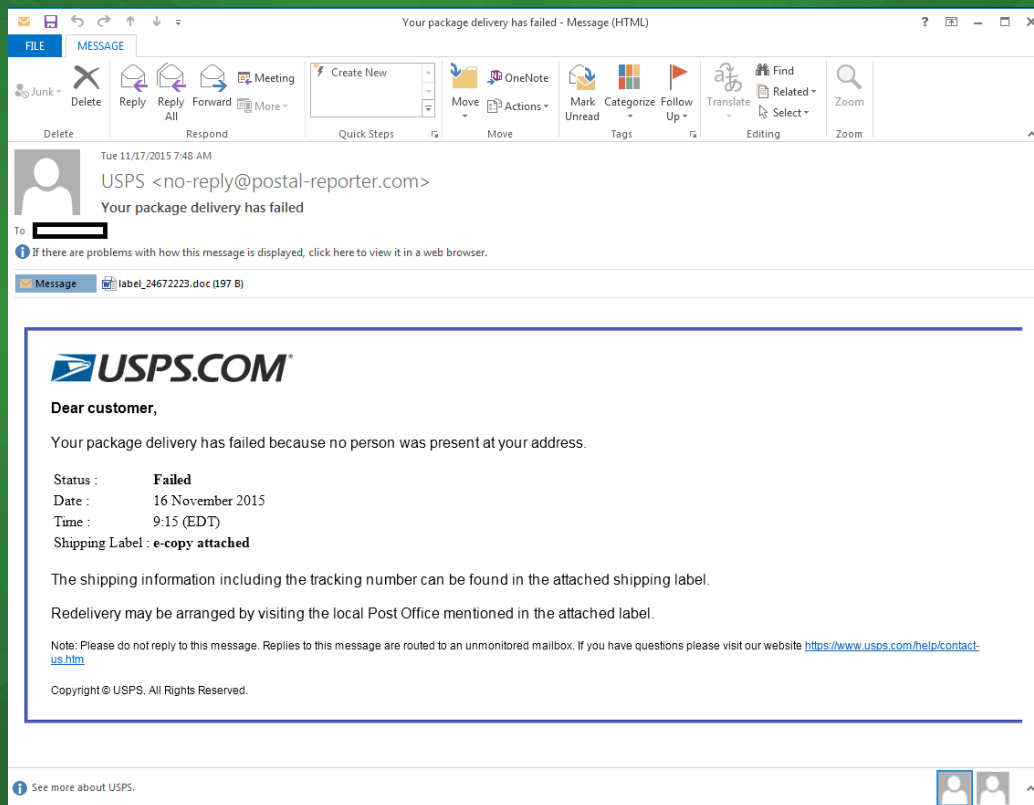 Your package delivery has failed - Message (HTML)
?
FILE
MESSAGE
Junk
Delete
Reply
Reply All
Forward
Meeting
More
Create New
Move
OneNote
Actions
Mark Unread
Categorize
Follow Up
Translate
Find
Related
Select
Zoom
Delete
Respond
Quick Steps
Move
Tags
Editing
Zoom
Tue 11/17/2015 7:48 AM
USPS <no-reply@postal-reporter.com>
Your package delivery has failed
To
If there are problems with how this message is displayed, click here to view it in a web browser.
Message
label_24672223.doc (197 B)
USPS.COM®
Dear customer,
Your package delivery has failed because no person was present at your address.
Status : Failed
Date : 16 November 2015
Time : 9:15 (EDT)
Shipping Label : e-copy attached
The shipping information including the tracking number can be found in the attached shipping label.
Redelivery may be arranged by visiting the local Post Office mentioned in the attached label.
Note: Please do not reply to this message. Replies to this message are routed to an unmonitored mailbox. If you have questions please visit our website https://www.usps.com/help/contact-
us.htm
Copyright © USPS. All Rights Reserved.
See more about USPS.